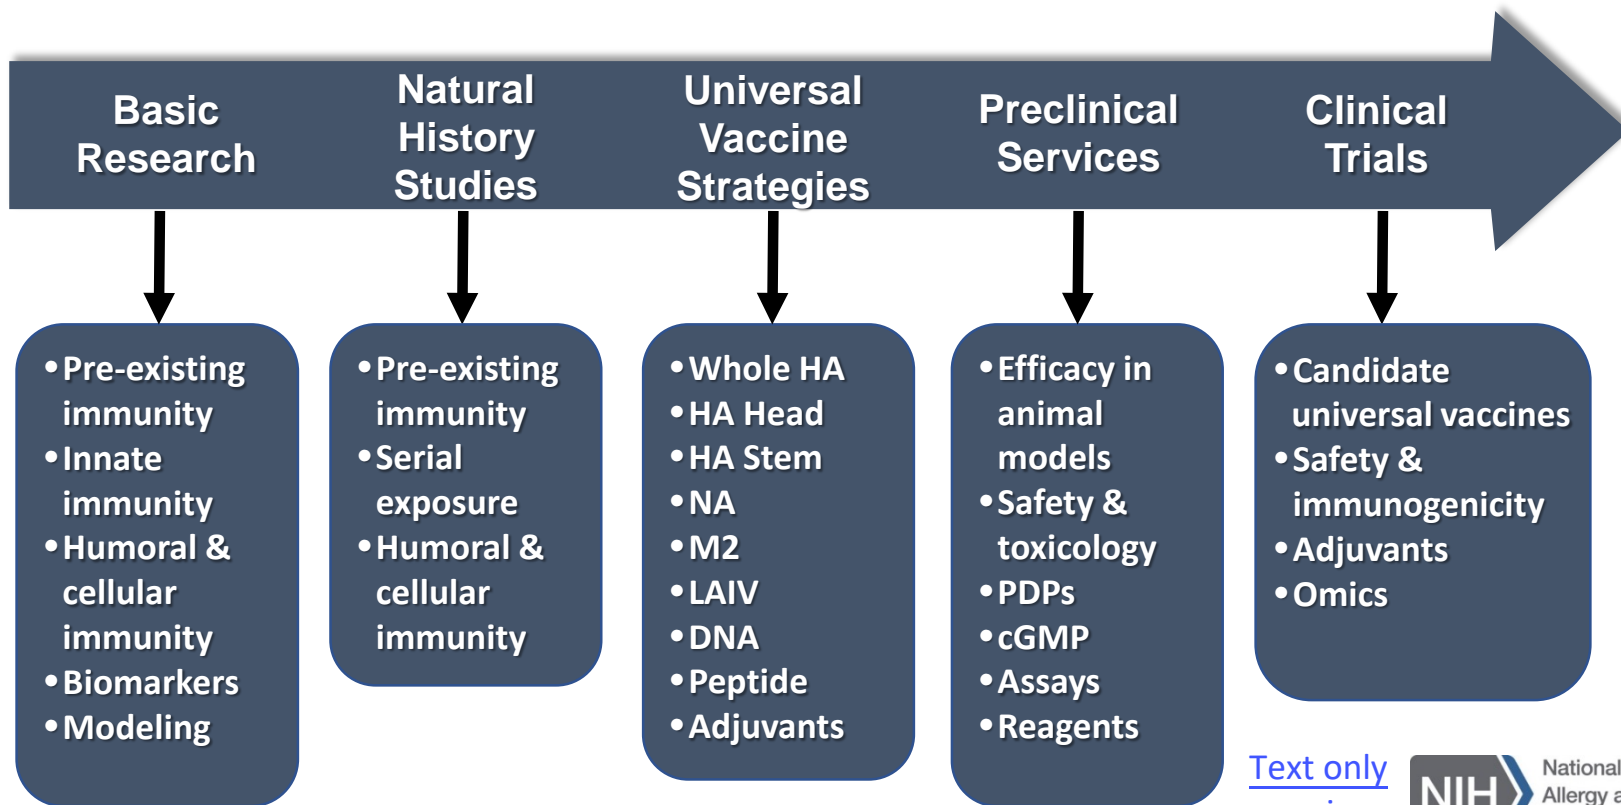 Basic
Research
Natural
History
Studies
Universal
Vaccine
Strategies
Preclinical
Services
Clinical
Trials
•Pre-existing
immunity
•Innate
immunity
•Humoral &
cellular
immunity
•Biomarkers
•Modeling
•Pre-existing
immunity
•Serial
exposure
•Humoral &
cellular
immunity
•Whole HA
•HA Head
•HA Stem
•NA
•M2
•LAIV
•DNA
•Peptide
•Adjuvants
•Efficacy in
animal
models
•Safety &
toxicology
•PDPs
•cGMP
•Assays
•Reagents
•Candidate
universal vaccines
•Safety &
immunogenicity
•Adjuvants
•Omics
Text only
NIH
National
Allergy a